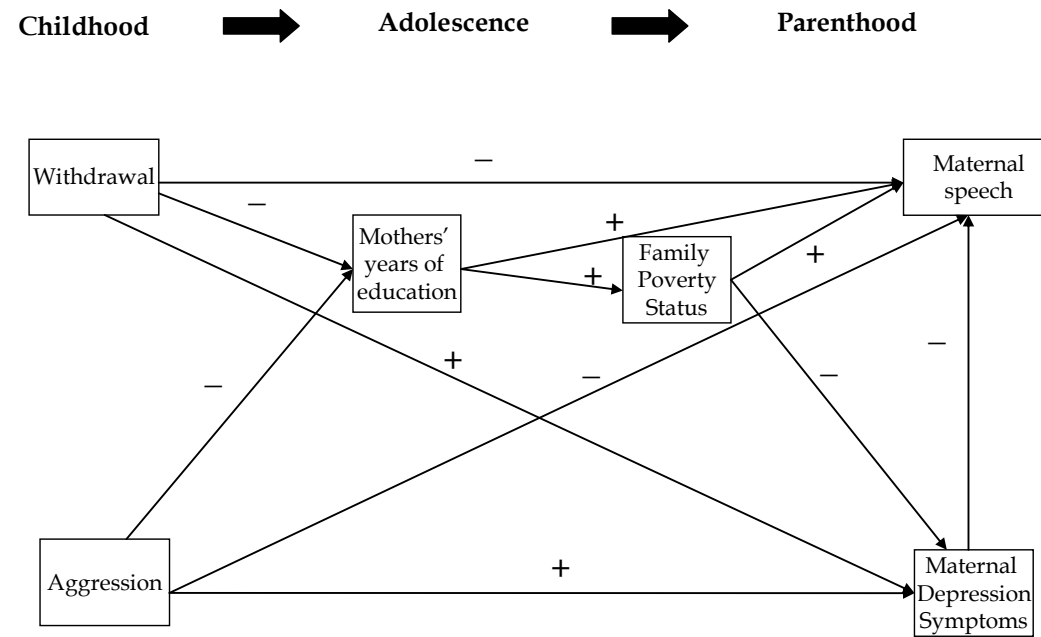 Childhood
Adolescence
Parenthood
−
Withdrawal
Maternal
speech
−
+
Mothers’
years of
education
+
Family
Poverty
Status
+
−
+
−
−
−
Aggression
+
Maternal
Depression
Symptoms